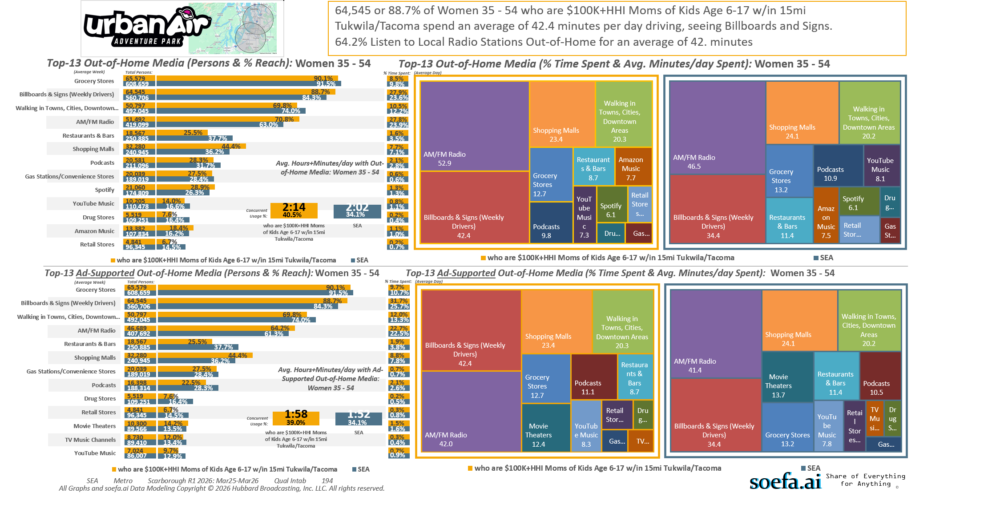 urbanAir
ADVENTURE PARK
64,545 or 88.7% of Women 35 - 54 who are $100K+HHI Moms of Kids Age 6-17 w/in 15mi
Tukwila/Tacoma spend an average of 42.4 minutes per day driving, seeing Billboards and Signs.
64.2% Listen to Local Radio Stations Out-of-Home for an average of 42. minutes
Top-13 Out-of-Home Media (Persons & % Reach): Women 35 - 54
(Average Week) Total Persons:
Grocery Stores 65,579 90.1% 8.5%
608,659 91.5% 9.8%
Billboards & Signs (Weekly Drivers) 64,545 88.7% 27.9%
560,706 84.3% 23.6%
Walking in Towns, Cities, Downtown... 50,797 69.8% 10.5%
492,045 74.0% 12.2%
AM/FM Radio 51,492 70.8% 27.8%
419,099 63.0% 23.9%
Restaurants & Bars 18,567 25.5% 1.6%
250,885 37.7% 3.5%
Shopping Malls 32,280 44.4% 7.7%
240,945 36.2% 7.1%
Podcasts 20,581 28.3% 2.1%
211,096 31.7% 2.8%
Gas Stations/Convenience Stores 20,039 27.5% 0.6%
189,019 28.4% 0.6%
Spotify 21,060 28.9% 1.3%
174,809 26.3% 1.3%
YouTube Music 10,205 14.0% 0.8%
110,478 16.6% 1.1%
Drug Stores 5,519 7.6% 0.2%
109,251 16.4% 0.4%
Amazon Music 13,382 18.4% 1.1%
107,834 16.2% 1.0%
Retail Stores 4,841 6.7% 0.2%
96,345 14.5% 0.7%
Avg. Hours+Minutes/day with Out-
of-Home Media: Women 35 - 54
Concurrent
Usage %:
2:14
40.5%
2:02
34.1%
who are $100K+HHI Moms
of Kids Age 6-17 w/in 15mi
Tukwila/Tacoma
SEA
who are $100K+HHI Moms of Kids Age 6-17 w/in 15mi Tukwila/Tacoma SEA
Top-13 Out-of-Home Media (% Time Spent & Avg. Minutes/day Spent): Women 35 - 54
% Time Spent: (Average Day)
AM/FM Radio
52.9
Billboards & Signs (Weekly
Drivers)
42.4
Shopping Malls
23.4
Walking in
Towns, Cities,
Downtown
Areas
20.3
Grocery
Stores
12.7
Podcasts
9.8
Restaurant
s & Bars
8.7
Amazon
Music
7.7
YouT
ube
Musi
c
7.3
Spotify
6.1
Retail
Store
s...
Dru...
Gas...
AM/FM Radio
46.5
Billboards & Signs (Weekly
Drivers)
34.4
Shopping Malls
24.1
Walking in
Towns, Cities,
Downtown Areas
20.2
Grocery
Stores
13.2
Restaurants
& Bars
11.4
Podcasts
10.9
YouTube
Music
8.1
Amaz
on
Music
7.5
Spotify
6.1
Dru
g...
Retail
Stor...
Gas
St...
who are $100K+HHI Moms of Kids Age 6-17 w/in 15mi Tukwila/Tacoma SEA
Top-13 Ad-Supported Out-of-Home Media (Persons & % Reach): Women 35 - 54
(Average Week) Total Persons:
Grocery Stores 65,579 90.1% 9.7%
608,659 91.5% 10.7%
Billboards & Signs (Weekly Drivers) 64,545 88.7% 31.7%
560,706 84.3% 25.7%
Walking in Towns, Cities, Downtown... 50,797 69.8% 12.0%
492,045 74.0% 13.3%
AM/FM Radio 46,689 64.2% 22.7%
407,692 61.3% 22.5%
Restaurants & Bars 18,567 25.5% 1.9%
250,885 37.7% 3.8%
Shopping Malls 32,280 44.4% 8.8%
240,945 36.2% 7.8%
Gas Stations/Convenience Stores 20,039 27.5% 0.7%
189,019 28.4% 0.7%
Podcasts 16,398 22.5% 2.1%
188,314 28.3% 2.6%
Drug Stores 5,519 7.6% 0.2%
109,251 16.4% 0.5%
Retail Stores 4,841 6.7% 0.3%
96,345 14.5% 0.8%
Movie Theaters 10,300 14.2% 1.5%
89,566 13.5% 1.6%
TV Music Channels 8,730 12.0% 0.3%
89,410 13.4% 0.4%
YouTube Music 7,024 9.7% 0.7%
86,007 12.9% 0.9%
Avg. Hours+Minutes/day with Ad-
Supported Out-of-Home Media:
Women 35 - 54
Concurrent
Usage %:
1:58
39.0%
1:52
34.1%
who are $100K+HHI Moms
of Kids Age 6-17 w/in 15mi
Tukwila/Tacoma
SEA
who are $100K+HHI Moms of Kids Age 6-17 w/in 15mi Tukwila/Tacoma SEA
Top-13 Ad-Supported Out-of-Home Media (% Time Spent & Avg. Minutes/day Spent): Women 35 - 54
% Time Spent: (Average Day)
Billboards & Signs (Weekly
Drivers)
42.4
AM/FM Radio
42.0
Shopping Malls
23.4
Walking in
Towns, Cities,
Downtown Areas
20.3
Grocery
Stores
12.7
Movie
Theaters
12.4
Podcasts
11.1
Restaura
nts &
Bars
8.7
YouTub
e Music
8.3
Retail
Stor...
Dru
g...
Gas...
TV...
AM/FM Radio
41.4
Billboards & Signs (Weekly
Drivers)
34.4
Shopping Malls
24.1
Walking in Towns,
Cities, Downtown
Areas
20.2
Movie
Theaters
13.7
Grocery Stores
13.2
Restaurants
& Bars
11.4
Podcasts
10.5
YouTu
be
Music
7.8
Retai
l
Stor
es...
TV
Mu
si...
Dr
ug
S...
Gas...
who are $100K+HHI Moms of Kids Age 6-17 w/in 15mi Tukwila/Tacoma SEA
SEA Metro Scarborough R1 2026: Mar25-Mar26 Qual Intab 194
All Graphs and soefa.ai Data Modeling Copyright © 2026 Hubbard Broadcasting, Inc. LLC. All rights reserved.
soefa.ai
Share of Everything
for Anything ©